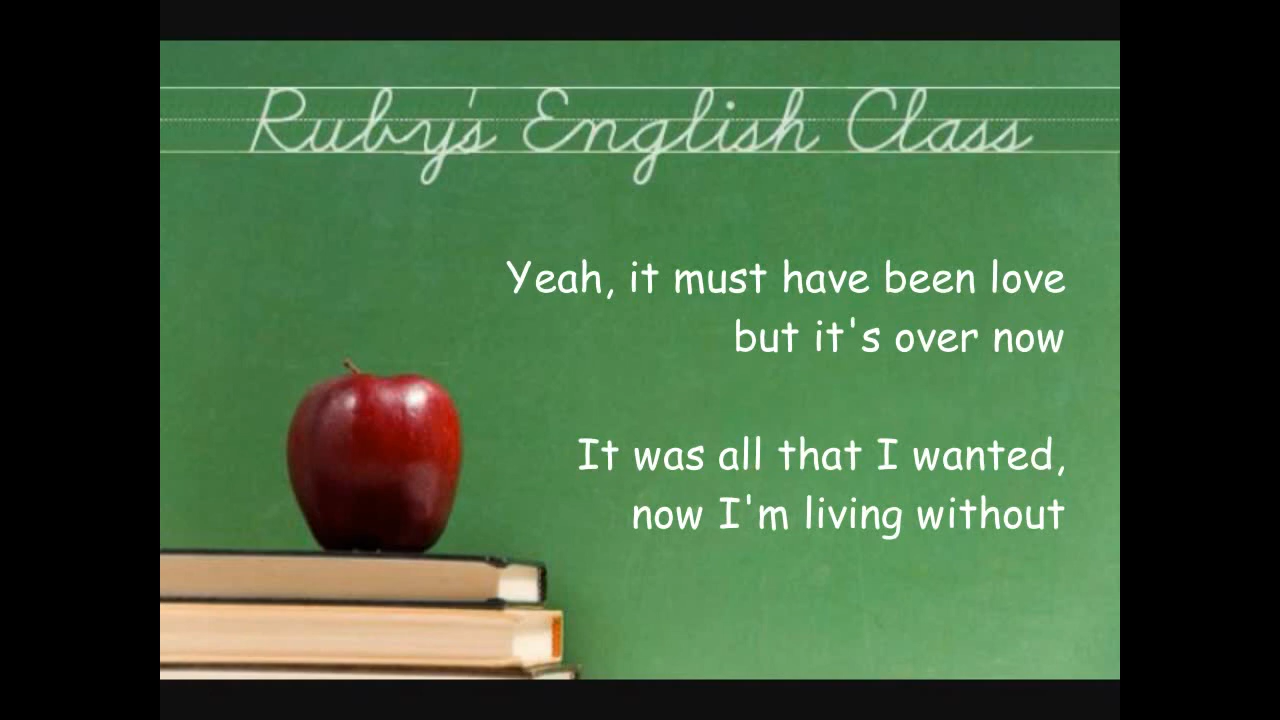 Ruby's English Class
Yeah, it must have been love
but it's over now
It was all that I wanted,
now I'm living without